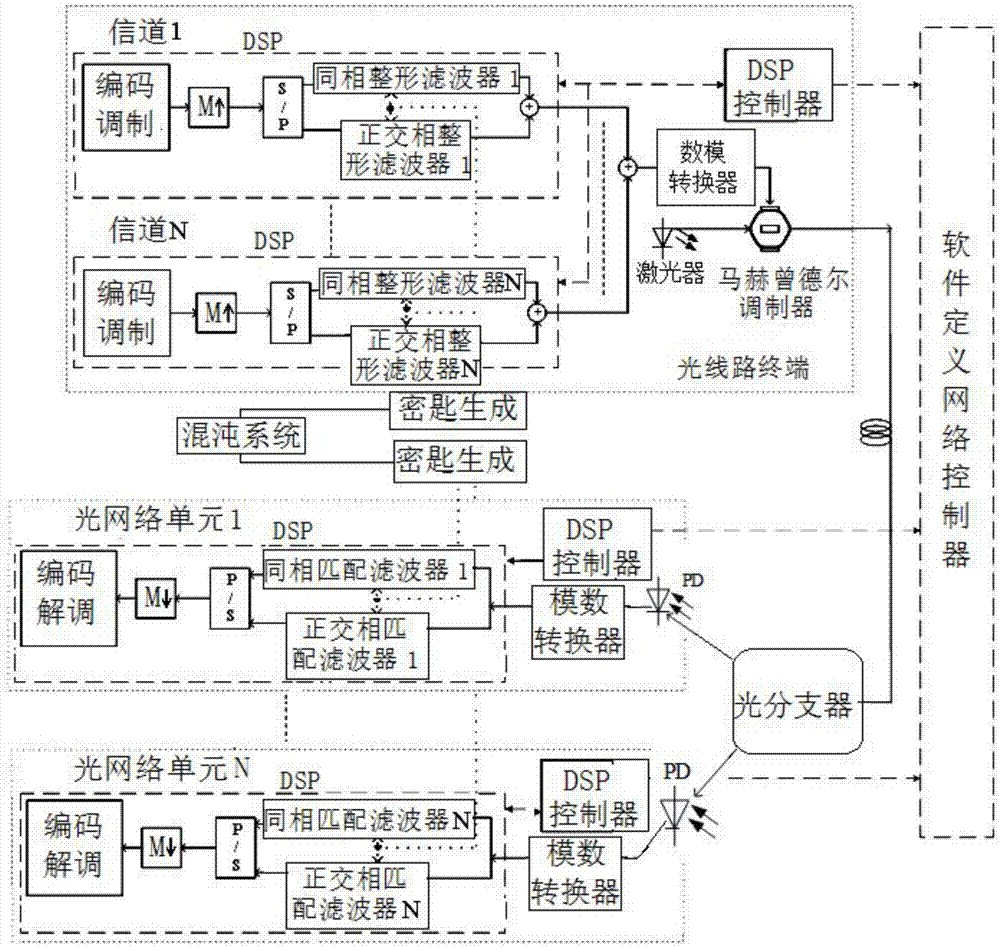 信道1
DSP
编码
调制
M↑
S
/
P
同相整形滤波器 1
正交相整
形滤波器 1
DSP
控制器
数模
转换器
激光器
马赫曾德尔
调制器
信道N
DSP
编码
调制
M↑
S
/
P
同相整形滤波器N
正交相整
形滤波器N
光线路终端
软件定义网络控制器
混沌系统
密匙生成
密匙生成
光网络单元1
DSP
编码
解调
M↓
P
/
S
同相匹配滤波器 1
正交相匹
配滤波器 1
DSP
控制器
模数
转换器
PD
光分支器
光网络单元N
DSP
编码
解调
M↓
P
/
S
同相匹配滤波器N
正交相匹
配滤波器N
DSP
控制器
模数
转换器
PD